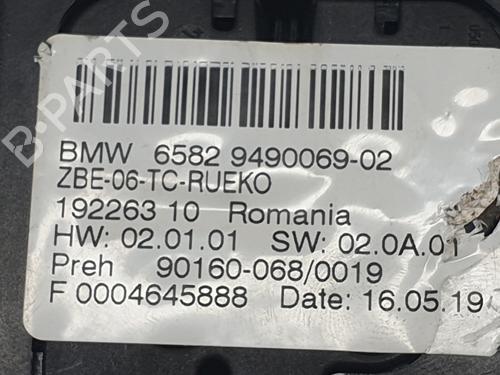 BMW 6582 9490069-02
ZBE-06-TC-RUEKO
192263 10 Romania
HW: 02.01.01 SW: 02.0A.01
Preh 90160-068/0019
F 0004645888 Date: 16.05.19
B-PARTS